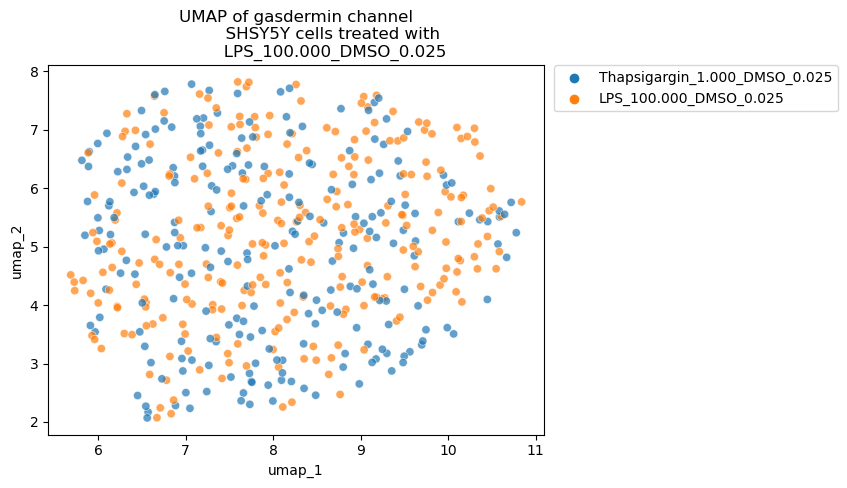 UMAP of gasdermin channel
SHSY5Y cells treated with
LPS_100.000_DMSO_0.025
Thapsigargin_1.000_DMSO_0.025
LPS_100.000_DMSO_0.025
8
7
6
5
4
3
2
umap_2
6
7
8
9
10
11
umap_1